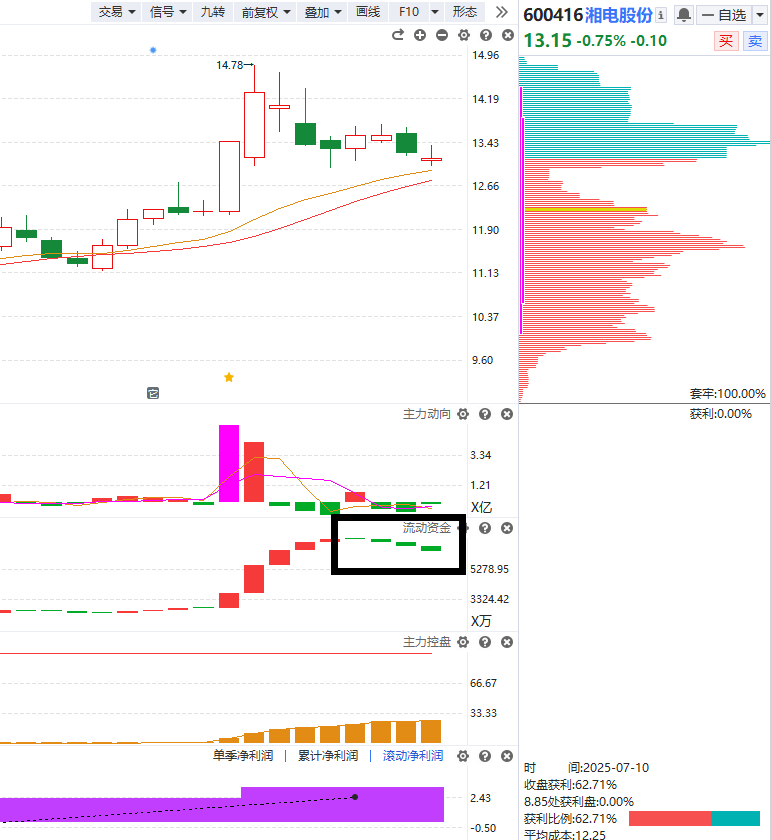 交易 信号 九转 前复权 叠加 画线 F10 形态
600416湘电股份 自选
13.15 -0.75% -0.10 买 卖
14.96
14.78
14.19
13.43
12.66
11.90
11.13
10.37
9.60
套牢:100.00%
主力动向 获利:0.00%
3.34
1.21
X亿
流动资金
5278.95
3324.42
X万
主力控盘
66.67
33.33
单季净利润 | 累计净利润 | 滚动净利润
时 间:2025-07-10
收盘获利:62.71%
2.43
8.85处获利盘:0.00%
获利比例:62.71%
-0.50
平均成本:12.25